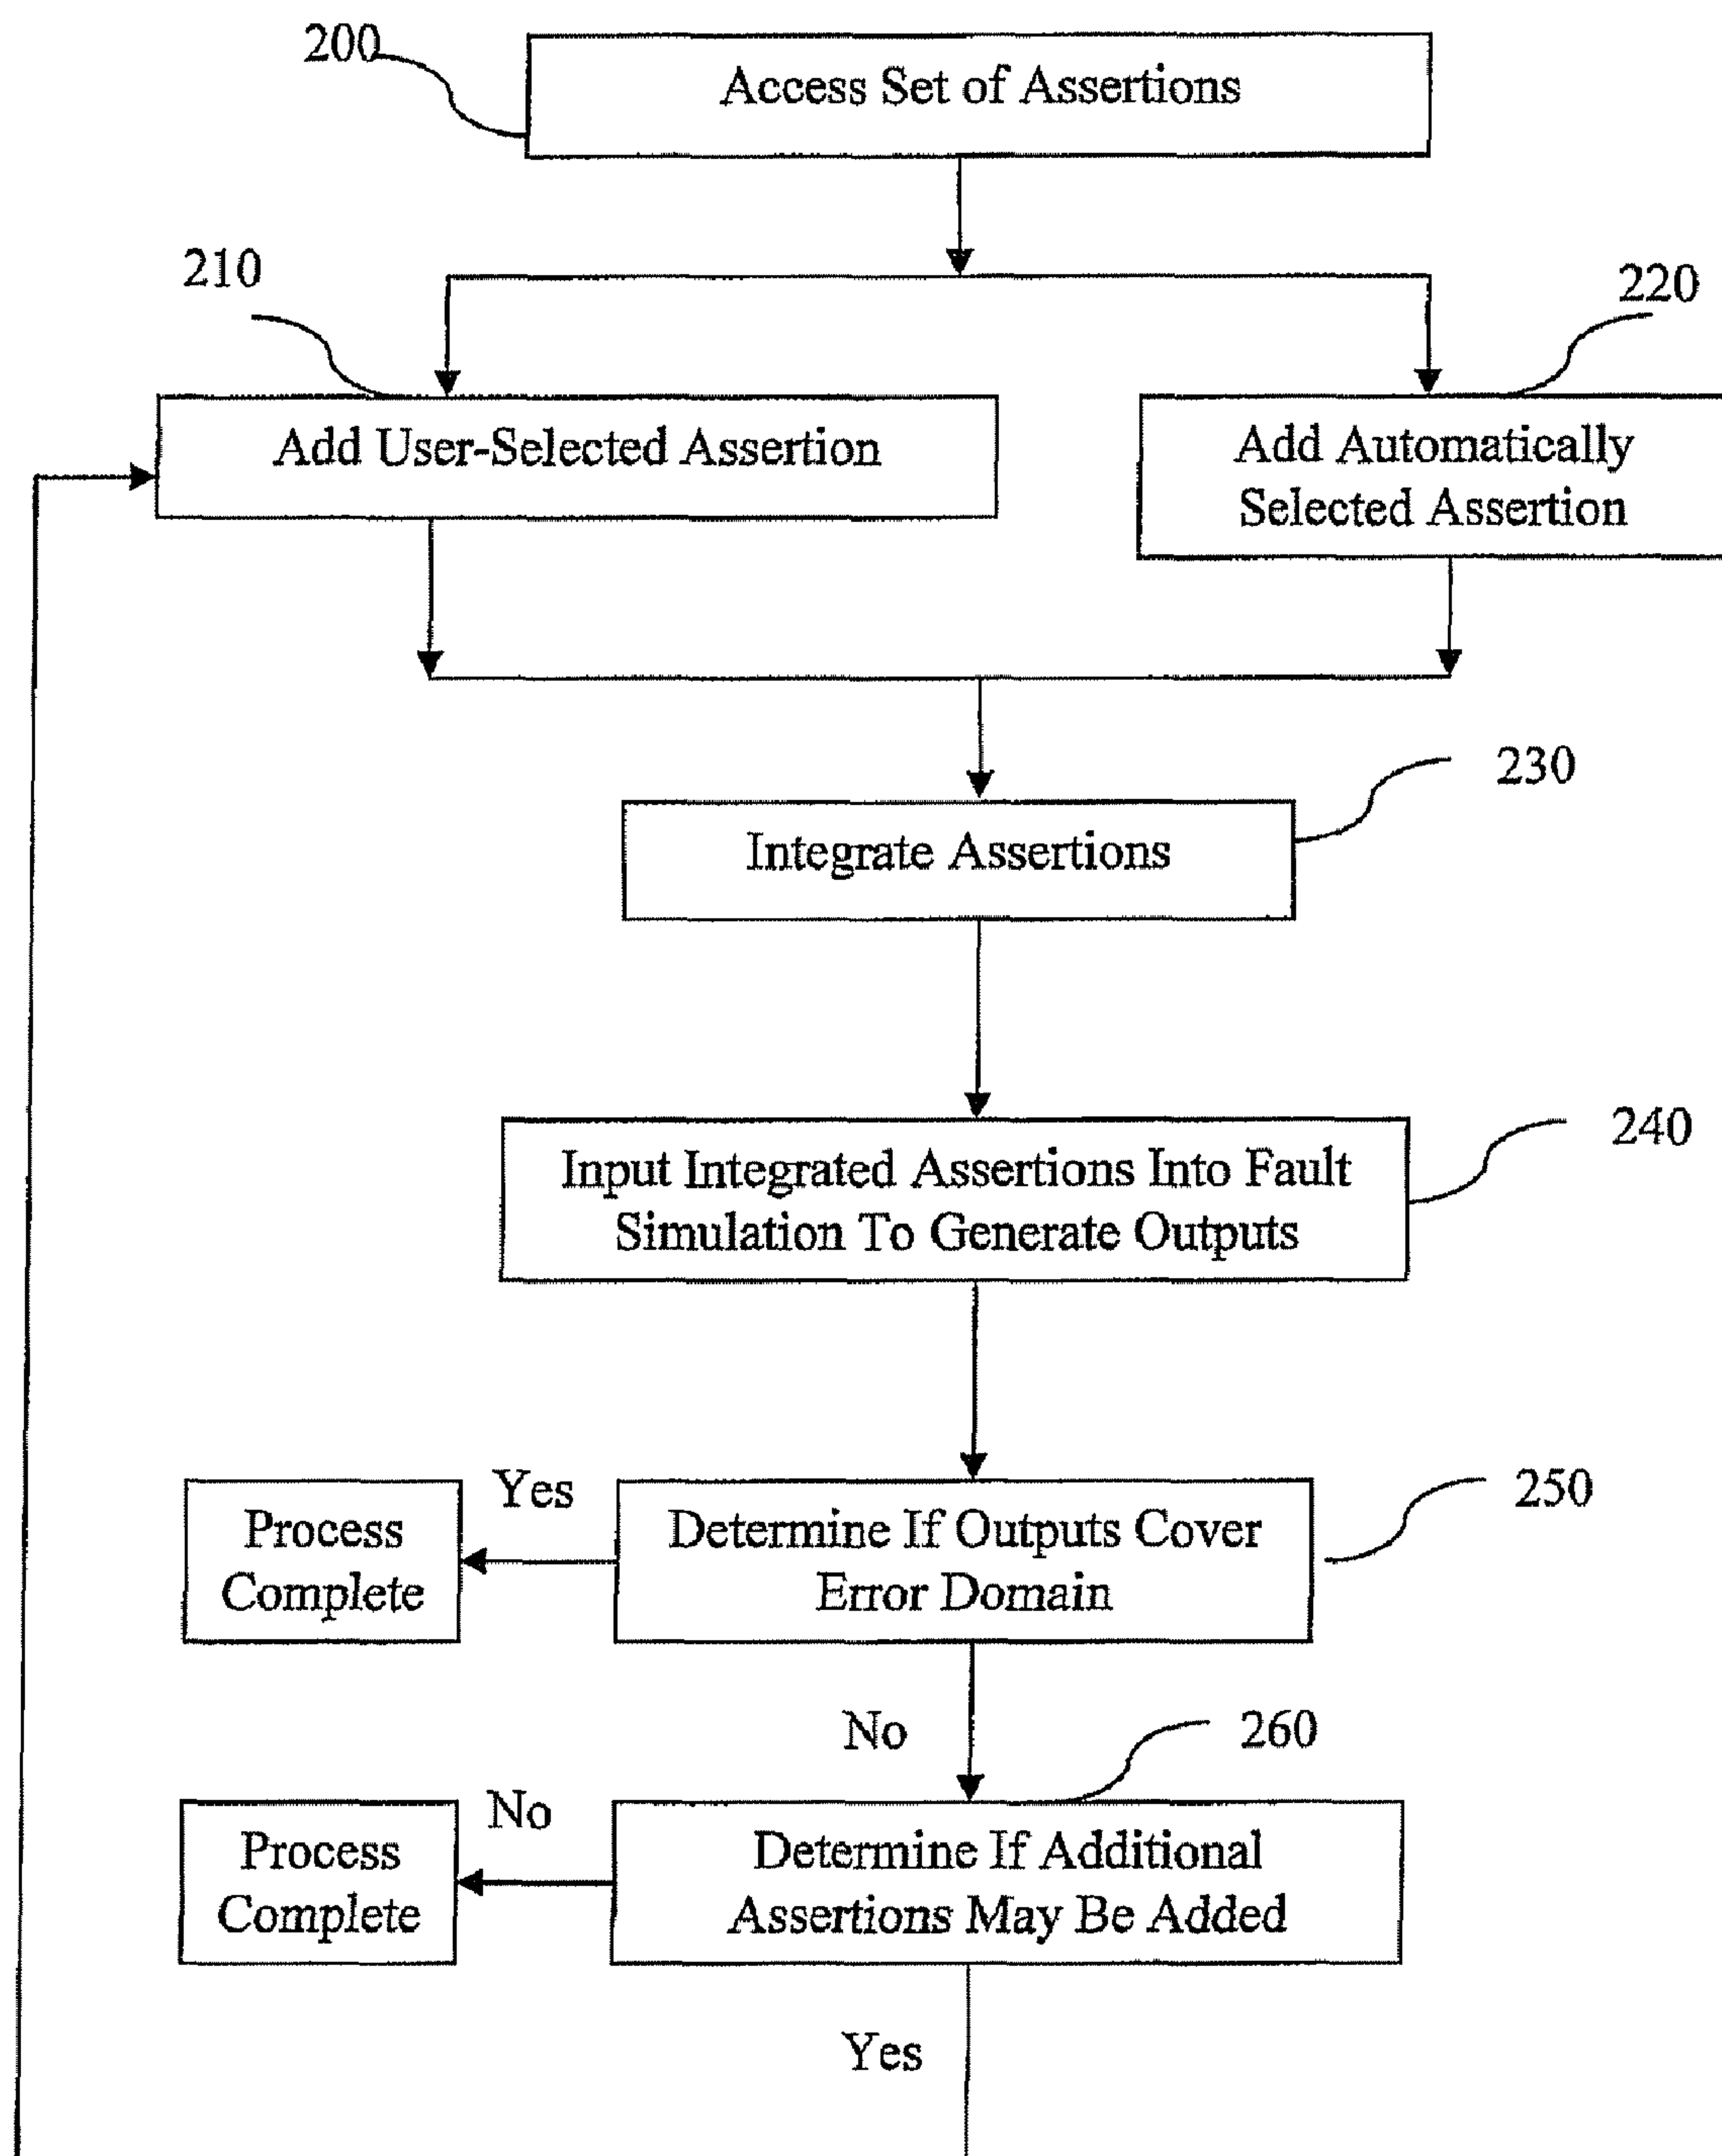 200
Access Set of Assertions
210
220
Add User-Selected Assertion
Add Automatically
Selected Assertion
230
Integrate Assertions
240
Input Integrated Assertions Into Fault
Simulation To Generate Outputs
250
Yes
Process
Complete
Determine If Outputs Cover
Error Domain
No
260
No
Process
Complete
Determine If Additional
Assertions May Be Added
Yes